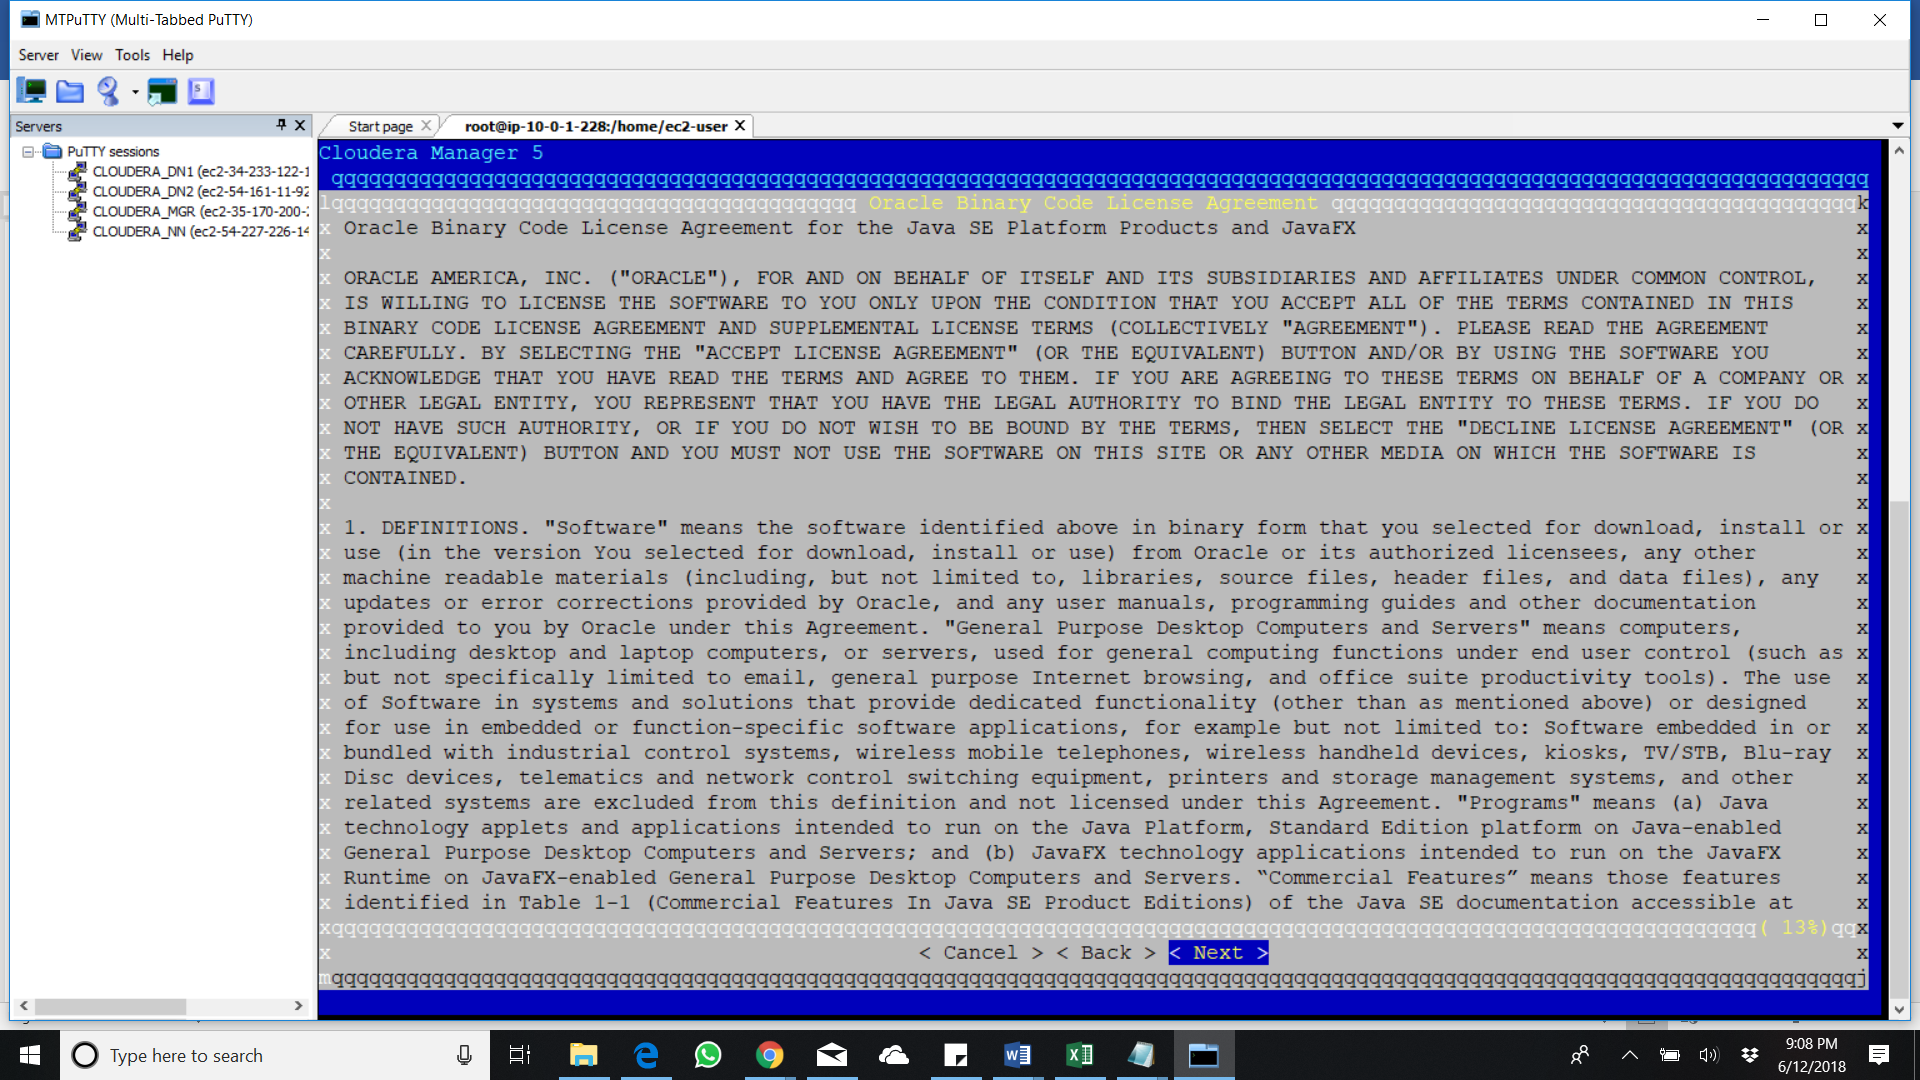 MTPuTTY (Multi-Tabbed PuTTY)
Server View Tools Help
Servers
Start page
root@ip-10-0-1-228:/home/ec2-user
PuTTY sessions
CLOUDERA_DN1 (ec2-34-233-122-1
CLOUDERA_DN2 (ec2-54-161-11-92
CLOUDERA_MGR (ec2-35-170-200-2
CLOUDERA_NN (ec2-54-227-226-14
Cloudera Manager 5
Oracle Binary Code License Agreement
x Oracle Binary Code License Agreement for the Java SE Platform Products and JavaFX x
x x
x ORACLE AMERICA, INC. ("ORACLE"), FOR AND ON BEHALF OF ITSELF AND ITS SUBSIDIARIES AND AFFILIATES UNDER COMMON CONTROL, x
x IS WILLING TO LICENSE THE SOFTWARE TO YOU ONLY UPON THE CONDITION THAT YOU ACCEPT ALL OF THE TERMS CONTAINED IN THIS x
x BINARY CODE LICENSE AGREEMENT AND SUPPLEMENTAL LICENSE TERMS (COLLECTIVELY "AGREEMENT"). PLEASE READ THE AGREEMENT x
x CAREFULLY. BY SELECTING THE "ACCEPT LICENSE AGREEMENT" (OR THE EQUIVALENT) BUTTON AND/OR BY USING THE SOFTWARE YOU x
x ACKNOWLEDGE THAT YOU HAVE READ THE TERMS AND AGREE TO THEM. IF YOU ARE AGREEING TO THESE TERMS ON BEHALF OF A COMPANY OR x
x OTHER LEGAL ENTITY, YOU REPRESENT THAT YOU HAVE THE LEGAL AUTHORITY TO BIND THE LEGAL ENTITY TO THESE TERMS. IF YOU DO x
x NOT HAVE SUCH AUTHORITY, OR IF YOU DO NOT WISH TO BE BOUND BY THE TERMS, THEN SELECT THE "DECLINE LICENSE AGREEMENT" (OR x
x THE EQUIVALENT) BUTTON AND YOU MUST NOT USE THE SOFTWARE ON THIS SITE OR ANY OTHER MEDIA ON WHICH THE SOFTWARE IS x
x CONTAINED. x
x x
x 1. DEFINITIONS. "Software" means the software identified above in binary form that you selected for download, install or x
x use (in the version You selected for download, install or use) from Oracle or its authorized licensees, any other x
x machine readable materials (including, but not limited to, libraries, source files, header files, and data files), any x
x updates or error corrections provided by Oracle, and any user manuals, programming guides and other documentation x
x provided to you by Oracle under this Agreement. "General Purpose Desktop Computers and Servers" means computers, x
x including desktop and laptop computers, or servers, used for general computing functions under end user control (such as x
x but not specifically limited to email, general purpose Internet browsing, and office suite productivity tools). The use x
x of Software in systems and solutions that provide dedicated functionality (other than as mentioned above) or designed x
x for use in embedded or function-specific software applications, for example but not limited to: Software embedded in or x
x bundled with industrial control systems, wireless mobile telephones, wireless handheld devices, kiosks, TV/STB, Blu-ray x
x Disc devices, telematics and network control switching equipment, printers and storage management systems, and other x
x related systems are excluded from this definition and not licensed under this Agreement. "Programs" means (a) Java x
x technology applets and applications intended to run on the Java Platform, Standard Edition platform on Java-enabled x
x General Purpose Desktop Computers and Servers; and (b) JavaFX technology applications intended to run on the JavaFX x
x Runtime on JavaFX-enabled General Purpose Desktop Computers and Servers. “Commercial Features” means those features x
x identified in Table 1-1 (Commercial Features In Java SE Product Editions) of the Java SE documentation accessible at x
( 13%)
x < Cancel > < Back > < Next > x
Type here to search
9:08 PM
6/12/2018